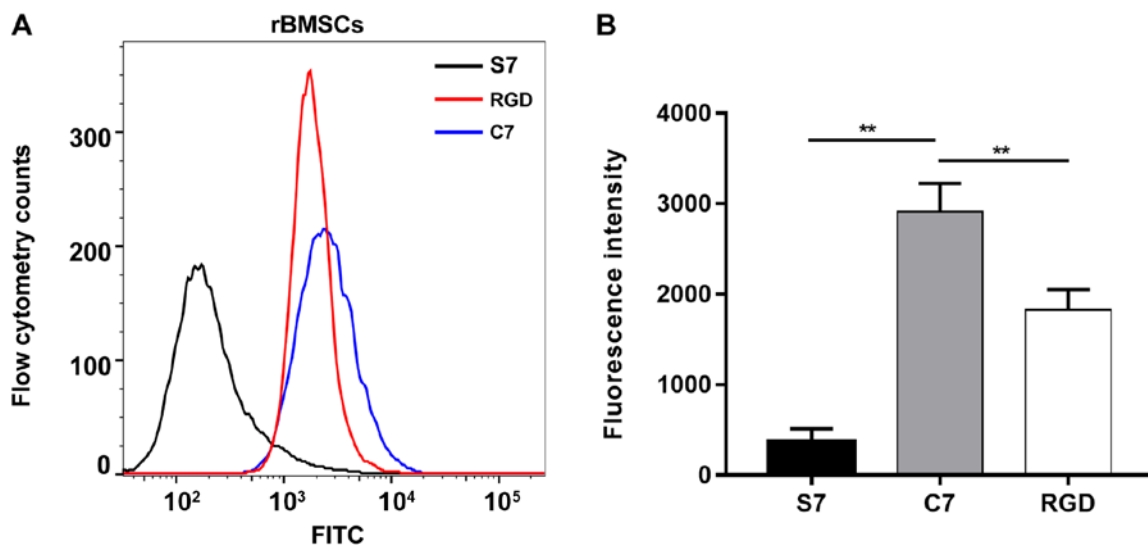 A
rBMSCs
S7
RGD
C7
Flow cytometry counts
300
200
100
0
10²
10³
10⁴
10⁵
FITC
B
Fluorescence intensity
4000
3000
2000
1000
0
**
**
S7
C7
RGD